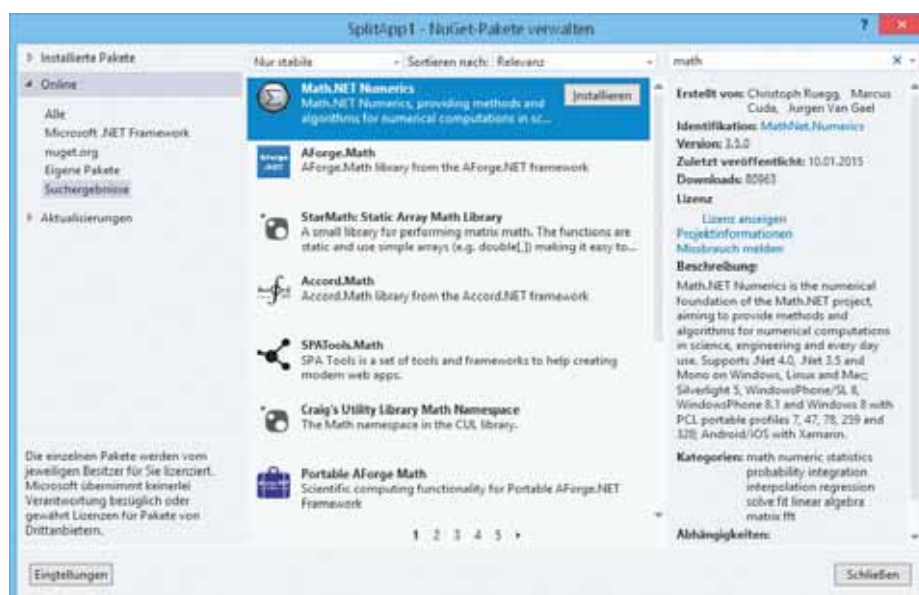 SplitApp1 - NuGet-Pakete verwalten
?
Installierte Pakete
Online
Alle
Microsoft .NET Framework
nuget.org
Eigene Pakete
Suchergebnisse
Aktualisierungen
Die einzelnen Pakete werden vom
jeweiligen Besitzer für Sie lizenziert.
Microsoft übernimmt keinerlei
Verantwortung bezüglich oder
gewährt Lizenzen für Pakete von
Drittanbietern.
Einstellungen
Nur stabile
Sortieren nach: Relevanz
Math.NET Numerics
Math.NET Numerics, providing methods and
algorithms for numerical computations in sc...
Installieren
AForge.Math
AForge.Math library from the AForge.NET framework
StarMath: Static Array Math Library
A small library for performing matrix math. The functions are
static and use simple arrays (e.g. double[,]) making it easy to...
Accord.Math
Accord.Math library from the Accord.NET framework
SPATools.Math
SPA Tools is a set of tools and frameworks to help creating
modern web apps.
Craig's Utility Library Math Namespace
The Math namespace in the CUL library.
Portable AForge Math
Scientific computing functionality for Portable AForge.NET
Framework
1 2 3 4 5
math
Erstellt von: Christoph Ruegg, Marcus
Cuda, Jurgen Van Gael
Identifikation: MathNet.Numerics
Version: 3.5.0
Zuletzt veröffentlicht: 10.01.2015
Downloads: 80963
Lizenz
Lizenz anzeigen
Projektinformationen
Missbrauch melden
Beschreibung:
Math.NET Numerics is the numerical
foundation of the Math.NET project,
aiming to provide methods and
algorithms for numerical computations
in science, engineering and every day
use. Supports .Net 4.0, .Net 3.5 and
Mono on Windows, Linux and Mac;
Silverlight 5, WindowsPhone/SL 8,
WindowsPhone 8.1 and Windows 8 with
PCL portable profiles 7, 47, 78, 259 and
328; Android/iOS with Xamarin.
Kategorien: math numeric statistics
probability integration
interpolation regression
solve fit linear algebra
matrix fft
Abhängigkeiten:
Schließen